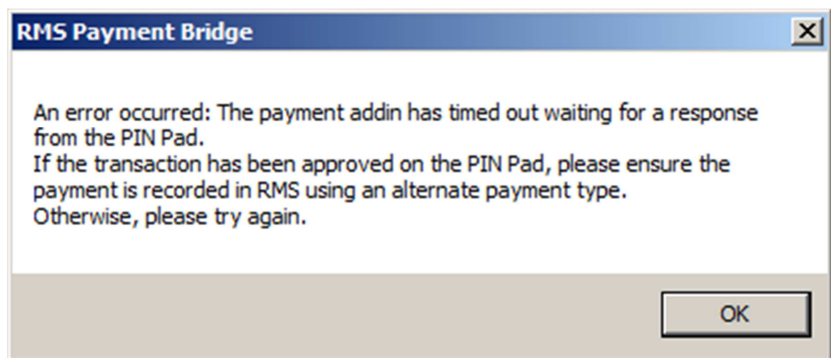 RMS Payment Bridge
An error occurred: The payment addin has timed out waiting for a response
from the PIN Pad.
If the transaction has been approved on the PIN Pad, please ensure the
payment is recorded in RMS using an alternate payment type.
Otherwise, please try again.
OK